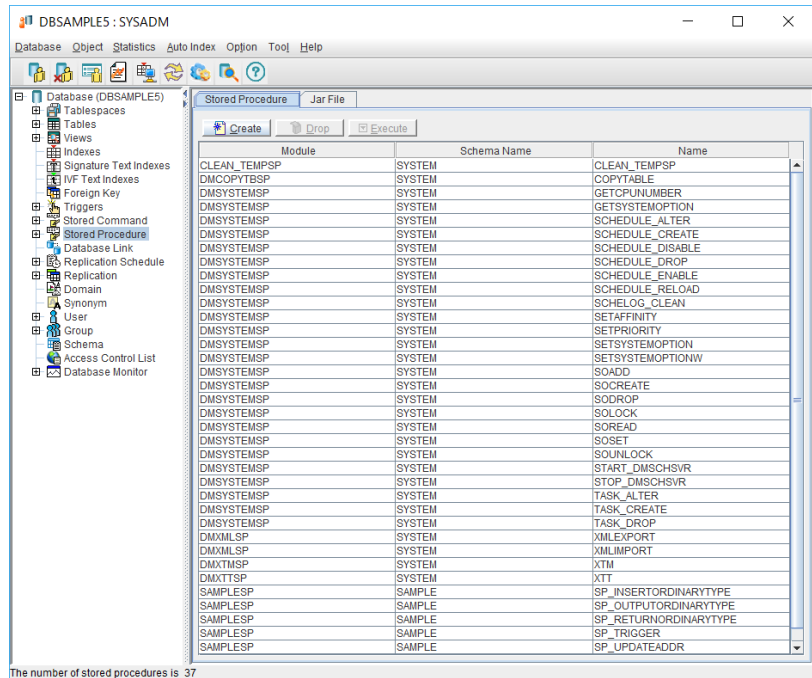 DBSAMPLE5 : SYSADM
Database Object Statistics Auto Index Option Tool Help
Database (DBSAMPLE5)
Tablespaces
Tables
Views
Indexes
Signature Text Indexes
IVF Text Indexes
Foreign Key
Triggers
Stored Command
Stored Procedure
Database Link
Replication Schedule
Replication
Domain
Synonym
User
Group
Schema
Access Control List
Database Monitor
Stored Procedure Jar File
Create Drop Execute
Module Schema Name Name
CLEAN_TEMPSP SYSTEM CLEAN_TEMPSP
DMCOPYTBSP SYSTEM COPYTABLE
DMSYSTEMSP SYSTEM GETCPUNUMBER
DMSYSTEMSP SYSTEM GETSYSTEMOPTION
DMSYSTEMSP SYSTEM SCHEDULE_ALTER
DMSYSTEMSP SYSTEM SCHEDULE_CREATE
DMSYSTEMSP SYSTEM SCHEDULE_DISABLE
DMSYSTEMSP SYSTEM SCHEDULE_DROP
DMSYSTEMSP SYSTEM SCHEDULE_ENABLE
DMSYSTEMSP SYSTEM SCHEDULE_RELOAD
DMSYSTEMSP SYSTEM SCHELOG_CLEAN
DMSYSTEMSP SYSTEM SETAFFINITY
DMSYSTEMSP SYSTEM SETPRIORITY
DMSYSTEMSP SYSTEM SETSYSTEMOPTION
DMSYSTEMSP SYSTEM SETSYSTEMOPTIONW
DMSYSTEMSP SYSTEM SOADD
DMSYSTEMSP SYSTEM SOCREATE
DMSYSTEMSP SYSTEM SODROP
DMSYSTEMSP SYSTEM SOLOCK
DMSYSTEMSP SYSTEM SOREAD
DMSYSTEMSP SYSTEM SOSET
DMSYSTEMSP SYSTEM SOUNLOCK
DMSYSTEMSP SYSTEM START_DMSCHSVR
DMSYSTEMSP SYSTEM STOP_DMSCHSVR
DMSYSTEMSP SYSTEM TASK_ALTER
DMSYSTEMSP SYSTEM TASK_CREATE
DMSYSTEMSP SYSTEM TASK_DROP
DMXMLSP SYSTEM XMLEXPORT
DMXMLSP SYSTEM XMLIMPORT
DMXTMSP SYSTEM XTM
DMXTTSP SYSTEM XTT
SAMPLESP SAMPLE SP_INSERTORDINARYTYPE
SAMPLESP SAMPLE SP_OUTPUTORDINARYTYPE
SAMPLESP SAMPLE SP_RETURNORDINARYTYPE
SAMPLESP SAMPLE SP_TRIGGER
SAMPLESP SAMPLE SP_UPDATEADDR
The number of stored procedures is 37